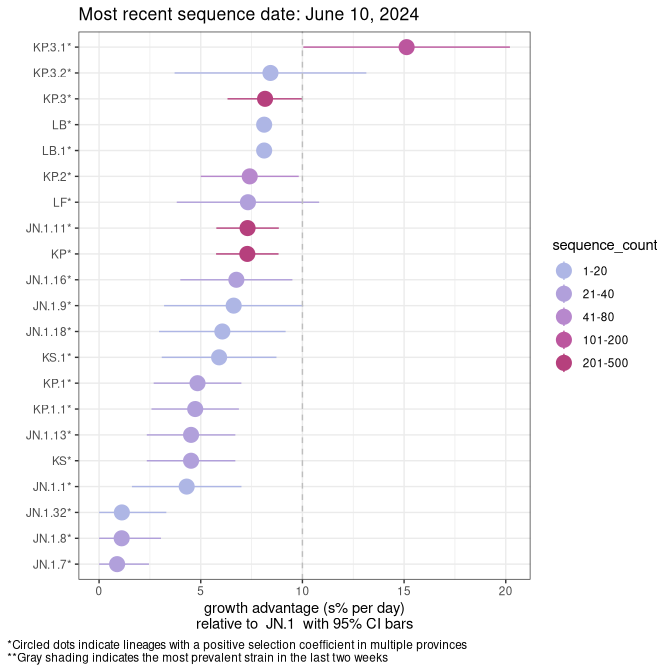 Most recent sequence date: June 10, 2024
KP.3.1*
KP.3.2*
KP.3*
LB*
LB.1*
KP.2*
LF*
JN.1.11*
KP*
JN.1.16*
JN.1.9*
JN.1.18*
KS.1*
KP.1*
KP.1.1*
JN.1.13*
KS*
JN.1.1*
JN.1.32*
JN.1.8*
JN.1.7*
0 5 10 15 20
growth advantage (s% per day)
relative to JN.1 with 95% CI bars
sequence_count
1-20
21-40
41-80
101-200
201-500
*Circled dots indicate lineages with a positive selection coefficient in multiple provinces
**Gray shading indicates the most prevalent strain in the last two weeks